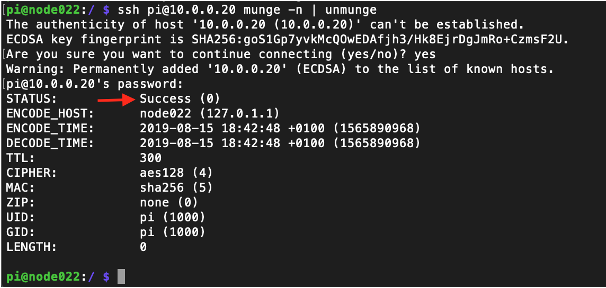 pi@node022:/ $ ssh pi@10.0.0.20 munge -n | unmunge
The authenticity of host '10.0.0.20 (10.0.0.20)' can't be established.
ECDSA key fingerprint is SHA256:goS1Gp7yvkMcQOwEDAfjh3/Hk8EjrDgJmRo+CzmsF2U.
Are you sure you want to continue connecting (yes/no)? yes
Warning: Permanently added '10.0.0.20' (ECDSA) to the list of known hosts.
pi@10.0.0.20's password:
STATUS: Success (0)
ENCODE_HOST: node022 (127.0.1.1)
ENCODE_TIME: 2019-08-15 18:42:48 +0100 (1565890968)
DECODE_TIME: 2019-08-15 18:42:48 +0100 (1565890968)
TTL: 300
CIPHER: aes128 (4)
MAC: sha256 (5)
ZIP: none (0)
UID: pi (1000)
GID: pi (1000)
LENGTH: 0
pi@node022:/ $